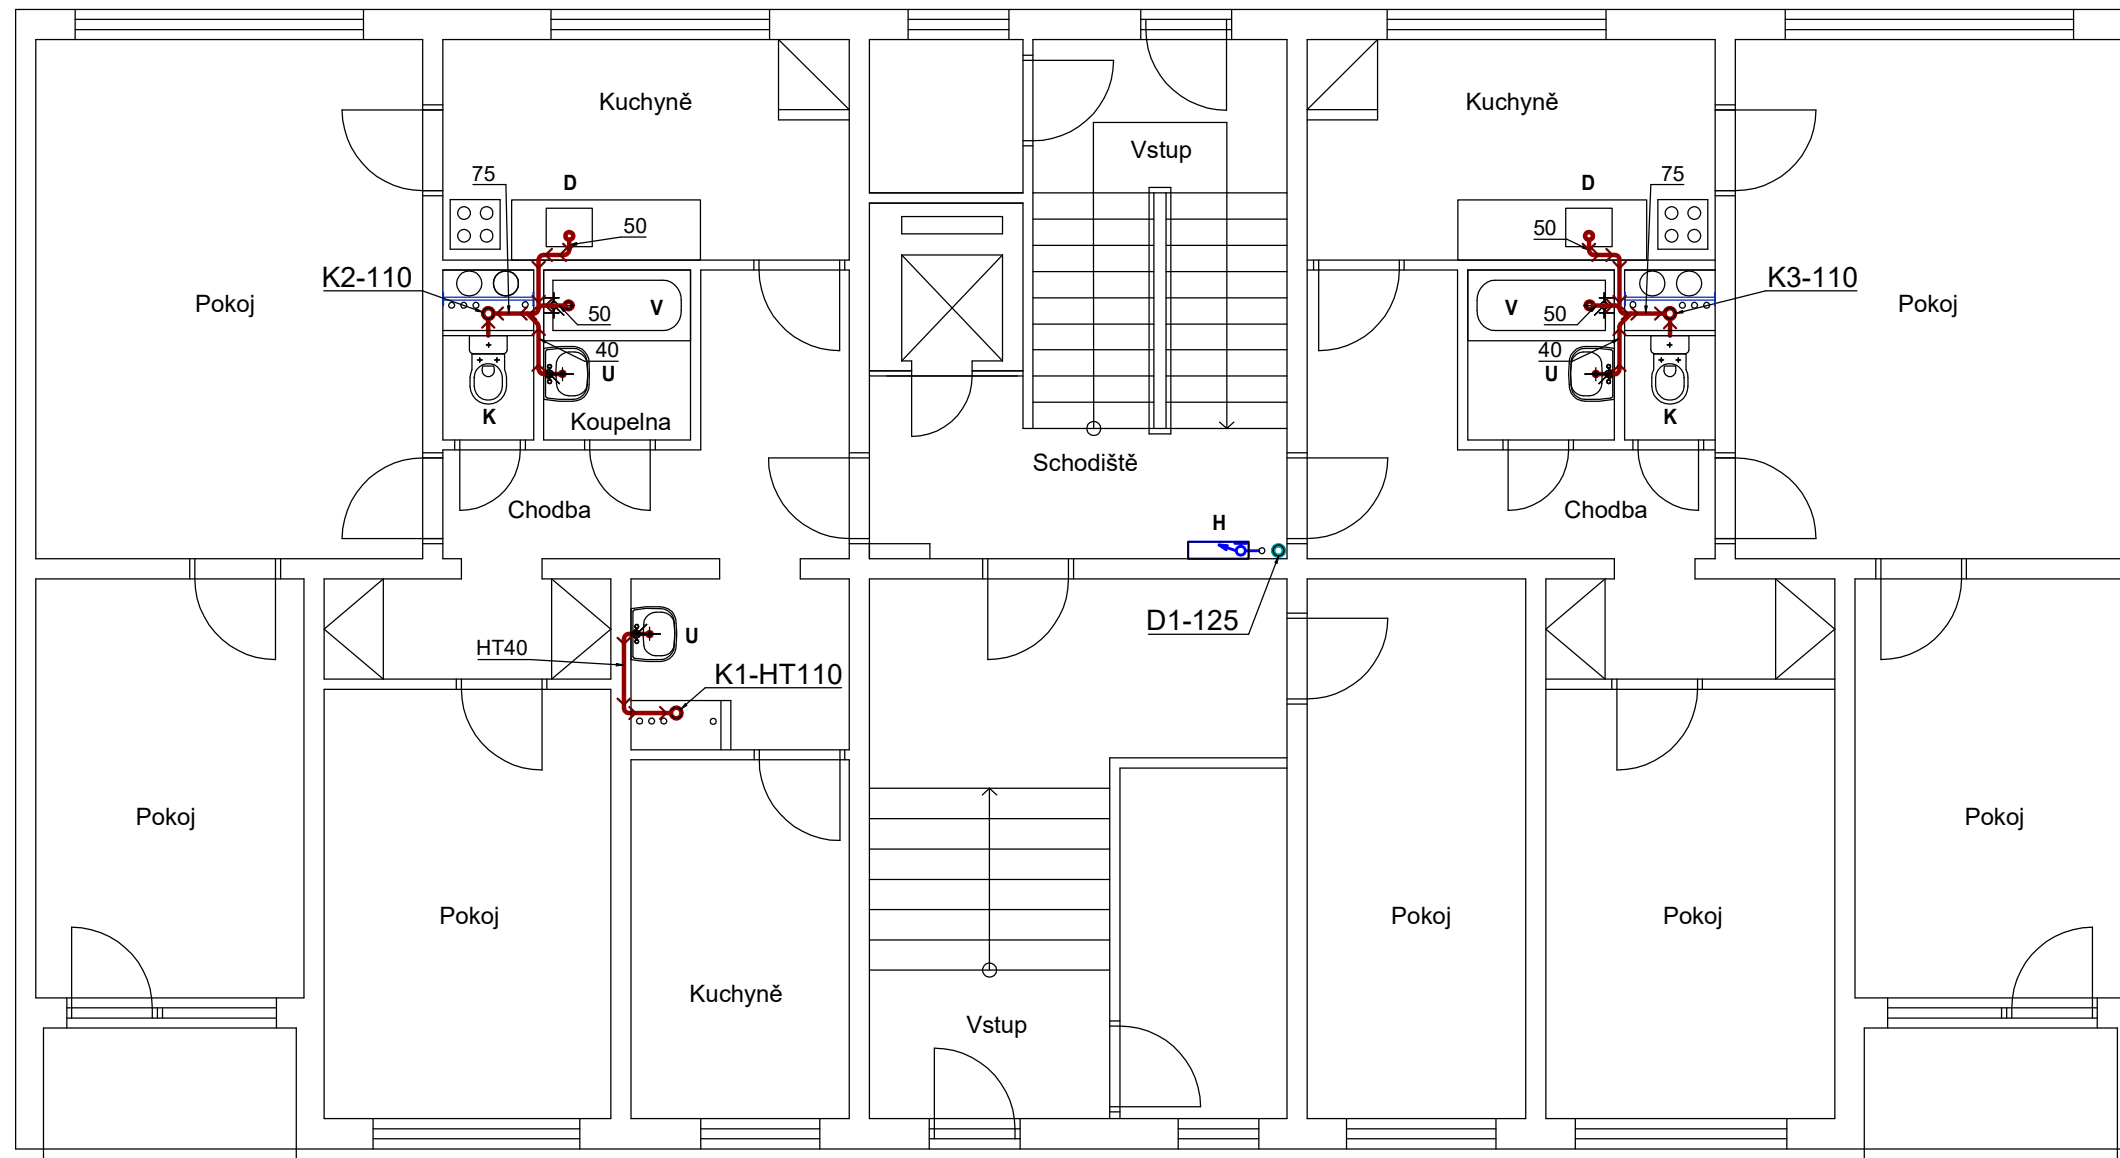 Kuchyně
Kuchyně
Vstup
75
D
D
75
50
50
K2-110
K3-110
Pokoj
Pokoj
50
V
V
50
40
40
U
U
K
Koupelna
K
Schodiště
Chodba
Chodba
H
D1-125
U
HT40
K1-HT110
Pokoj
Pokoj
Pokoj
Pokoj
Pokoj
Kuchyně
Vstup